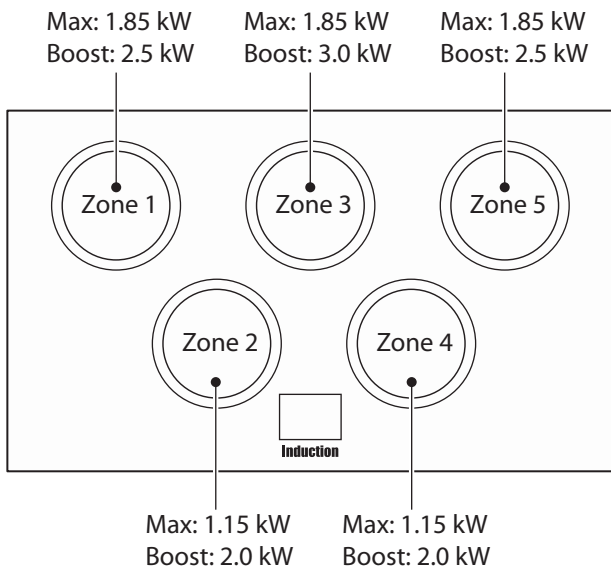 Max: 1.85 kW
Boost: 2.5 kW
Max: 1.85 kW
Boost: 3.0 kW
Max: 1.85 kW
Boost: 2.5 kW
Zone 1
Zone 3
Zone 5
Zone 2
Zone 4
Induction
Max: 1.15 kW
Boost: 2.0 kW
Max: 1.15 kW
Boost: 2.0 kW